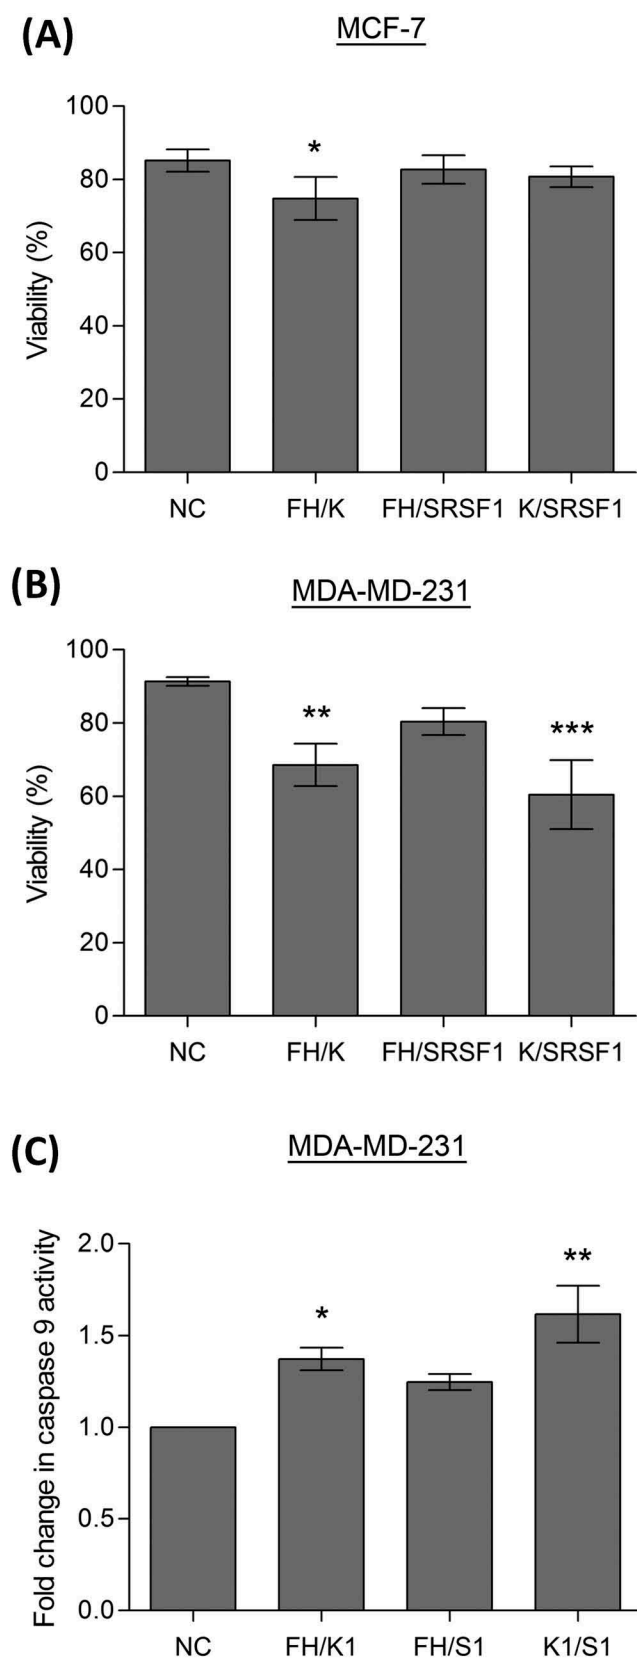 (A)
MCF-7
Viability (%)
100
80
60
40
20
0
*
NC FH/K FH/SRSF1 K/SRSF1
(B)
MDA-MD-231
Viability (%)
100
80
60
40
20
0
**
***
NC FH/K FH/SRSF1 K/SRSF1
(C)
MDA-MD-231
Fold change in caspase 9 activity
2.0
1.5
1.0
0.5
0.0
*
**
NC FH/K1 FH/S1 K1/S1